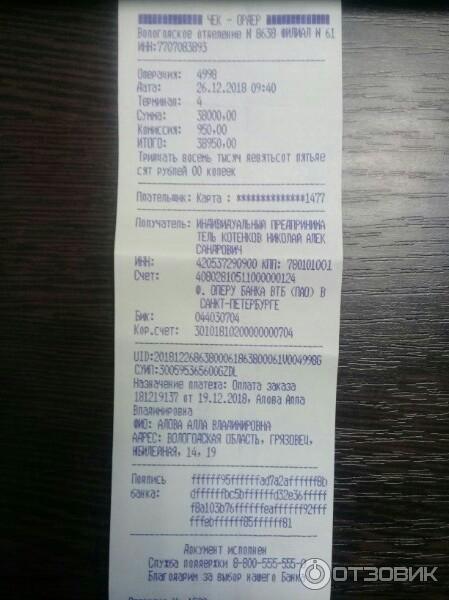 ЧЕК - ОРДЕР
Вологодское отделение N 8638 ФИЛИАЛ N 61
ИНН:7707083893
Операция: 4998
Дата: 26.12.2018 09:40
Терминал: 4
Сумма: 38000,00
Комиссия: 950,00
ИТОГО: 38950,00
Тридцать восемь тысяч девятьсот пятьде
сят рублей 00 копеек
Плательщик: Карта : **************1477
Получатель: ИНДИВИДУАЛЬНЫЙ ПРЕДПРИНИМА
ТЕЛЬ КОТЕНКОВ НИКОЛАЙ АЛЕК
САНДРОВИЧ
ИНН: 420537290900 КПП: 780101001
Счет: 40802810511000000124
Ф. ОПЕРУ БАНКА ВТБ (ПАО) В
САНКТ-ПЕТЕРБУРГЕ
Бик: 044030704
Кор.счет: 30101810200000000704
UID:20181226863800061863800061V004998G
СУИП:300595365600GZDL
Назначение платежа: Оплата заказа
181219137 от 19.12.2018, Алова Алла
Владимировна
ФИО: АЛОВА АЛЛА ВЛАДИМИРОВНА
АДРЕС: ВОЛОГОДСКАЯ ОБЛАСТЬ, ГРЯЗОВЕЦ,
ЮБИЛЕЙНАЯ, 14, 19
Подпись ffffff95ffffffad7a2affffff8b
банка: dffffffbc5bffffffd32e36fffff
f8a103b76ffffffeaffffff92fff
fffebffffff85ffffff81
Документ исполнен
Служба поддержки 8-800-555-555-0
Благодарим за выбор нашего Банка
ОТЗОВИК